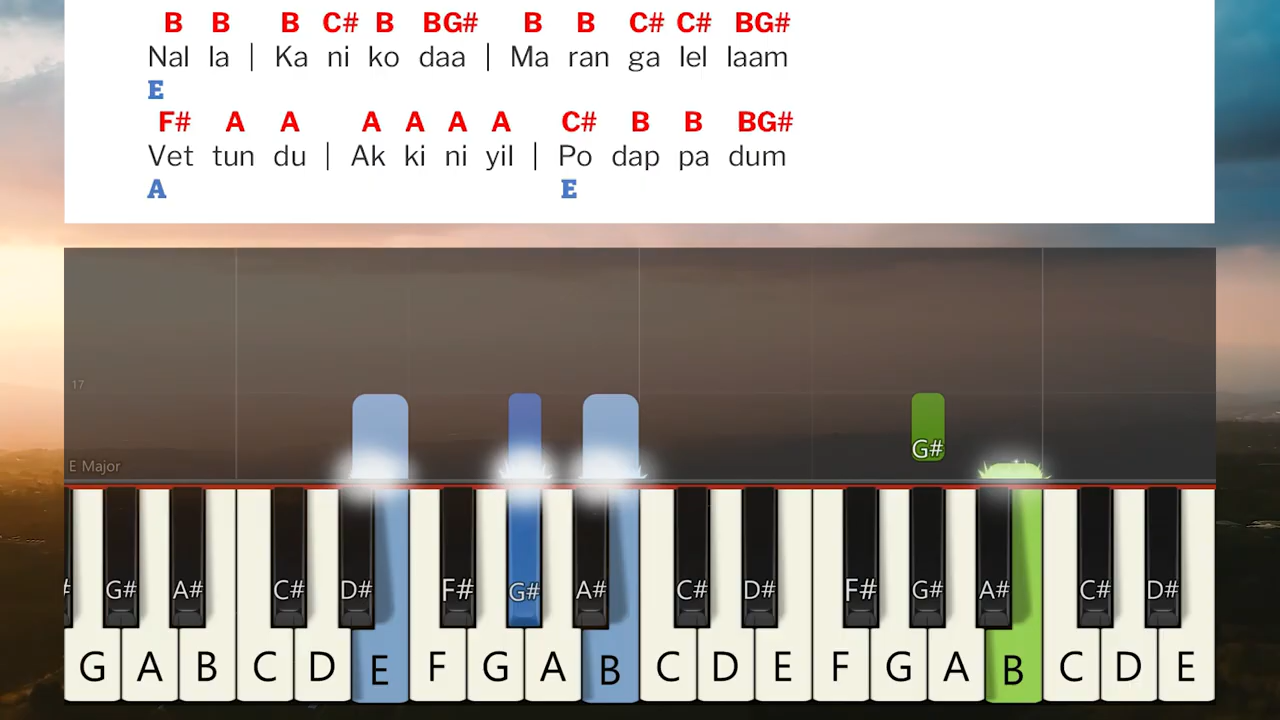 B B B C# B BG# B B C# C# BG#
Nal la | Ka ni ko daa | Ma ran ga lel laam
E
F# A A A A A A C# B B BG#
Vet tun du | Ak ki ni yil | Po dap pa dum
A E
17
G#
E Major
G# A# C# D# F# G# A# C# D# F# G# A# C# D#
G A B C D E F G A B C D E F G A B C D E